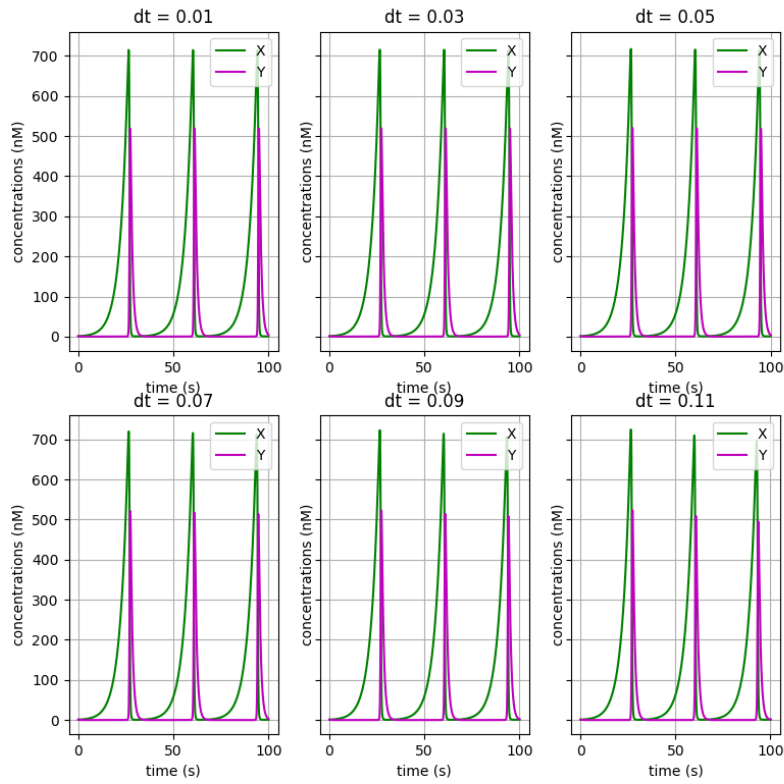 dt = 0.01
concentrations (nM)
700
600
500
400
300
200
100
0
X
Y
0
50
100
time (s)
dt = 0.03
concentrations (nM)
X
Y
0
50
100
time (s)
dt = 0.05
concentrations (nM)
X
Y
0
50
100
time (s)
dt = 0.07
concentrations (nM)
700
600
500
400
300
200
100
0
X
Y
0
50
100
time (s)
dt = 0.09
concentrations (nM)
X
Y
0
50
100
time (s)
dt = 0.11
concentrations (nM)
X
Y
0
50
100
time (s)